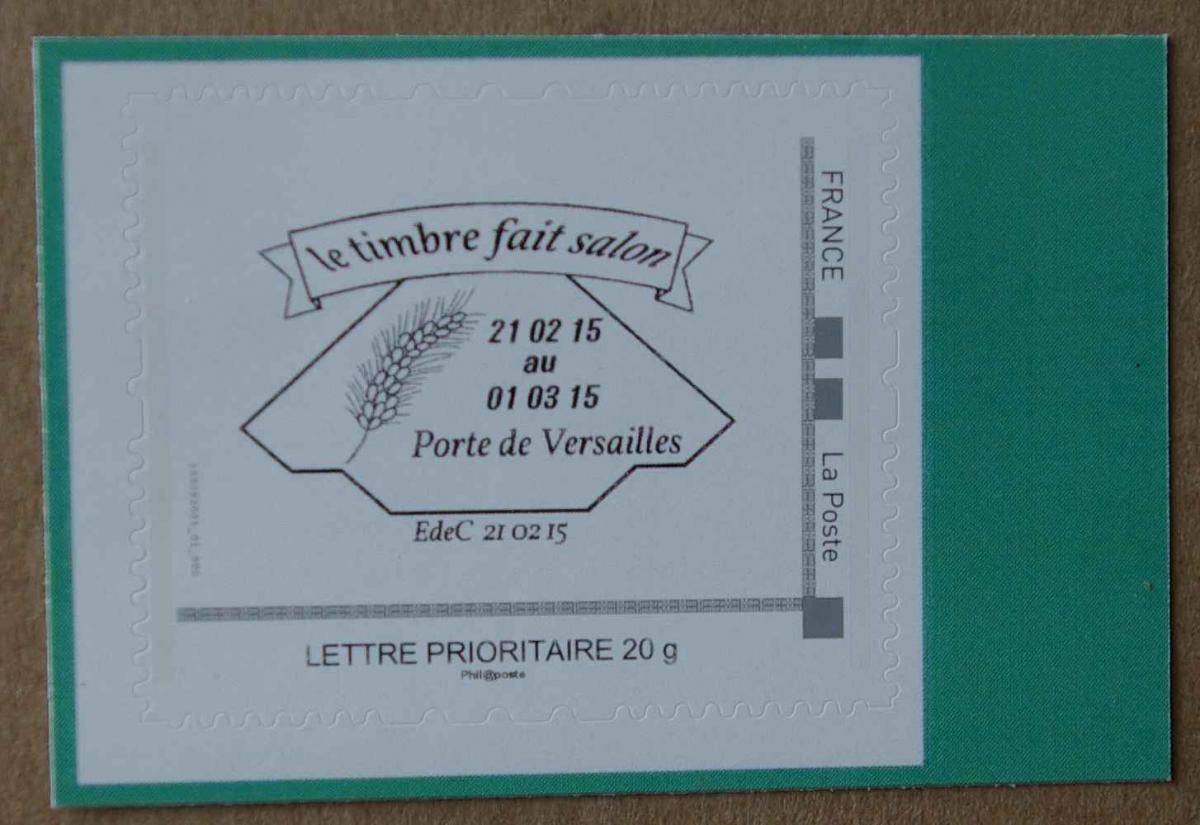 le timbre fait salon
21 02 15
au
01 03 15
Porte de Versailles
EdeC 21 02 15
FRANCE
La Poste
LETTRE PRIORITAIRE 20 g
Phil@poste